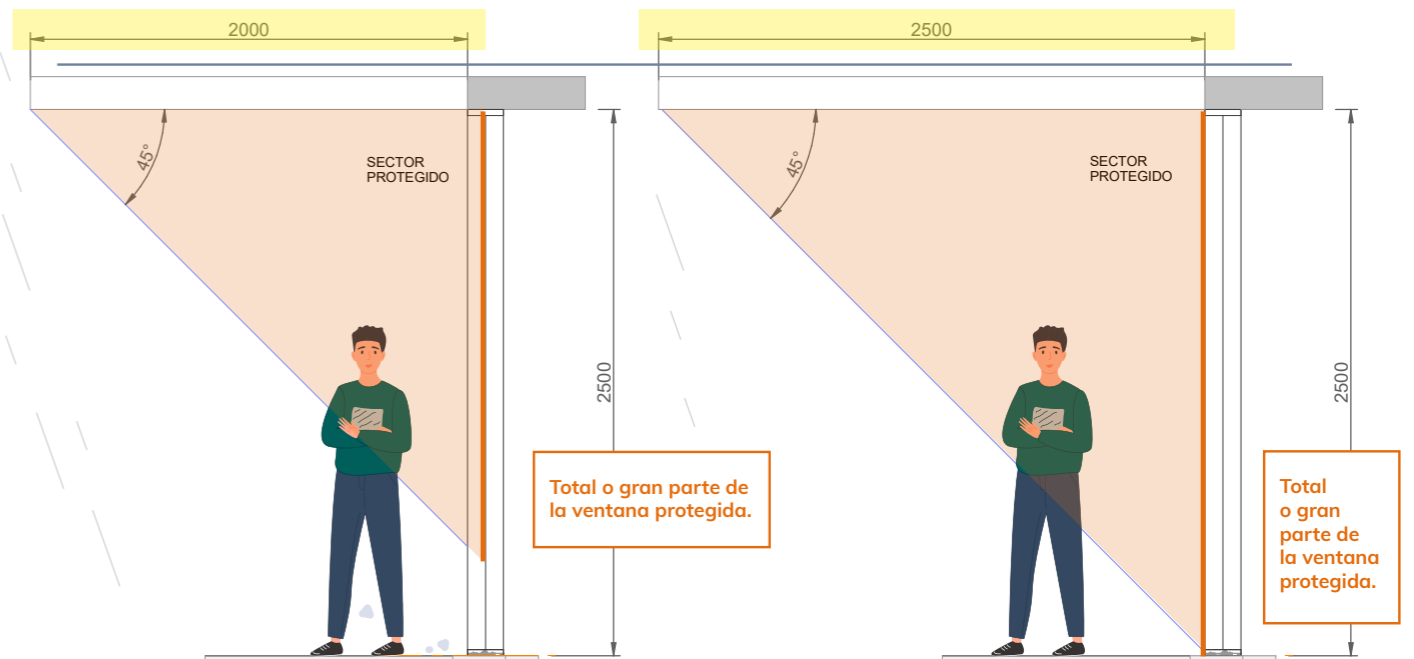 2000
45°
SECTOR
PROTEGIDO
2500
Total o gran parte de
la ventana protegida.
2500
45°
SECTOR
PROTEGIDO
2500
Total
o gran
parte de
la ventana
protegida.